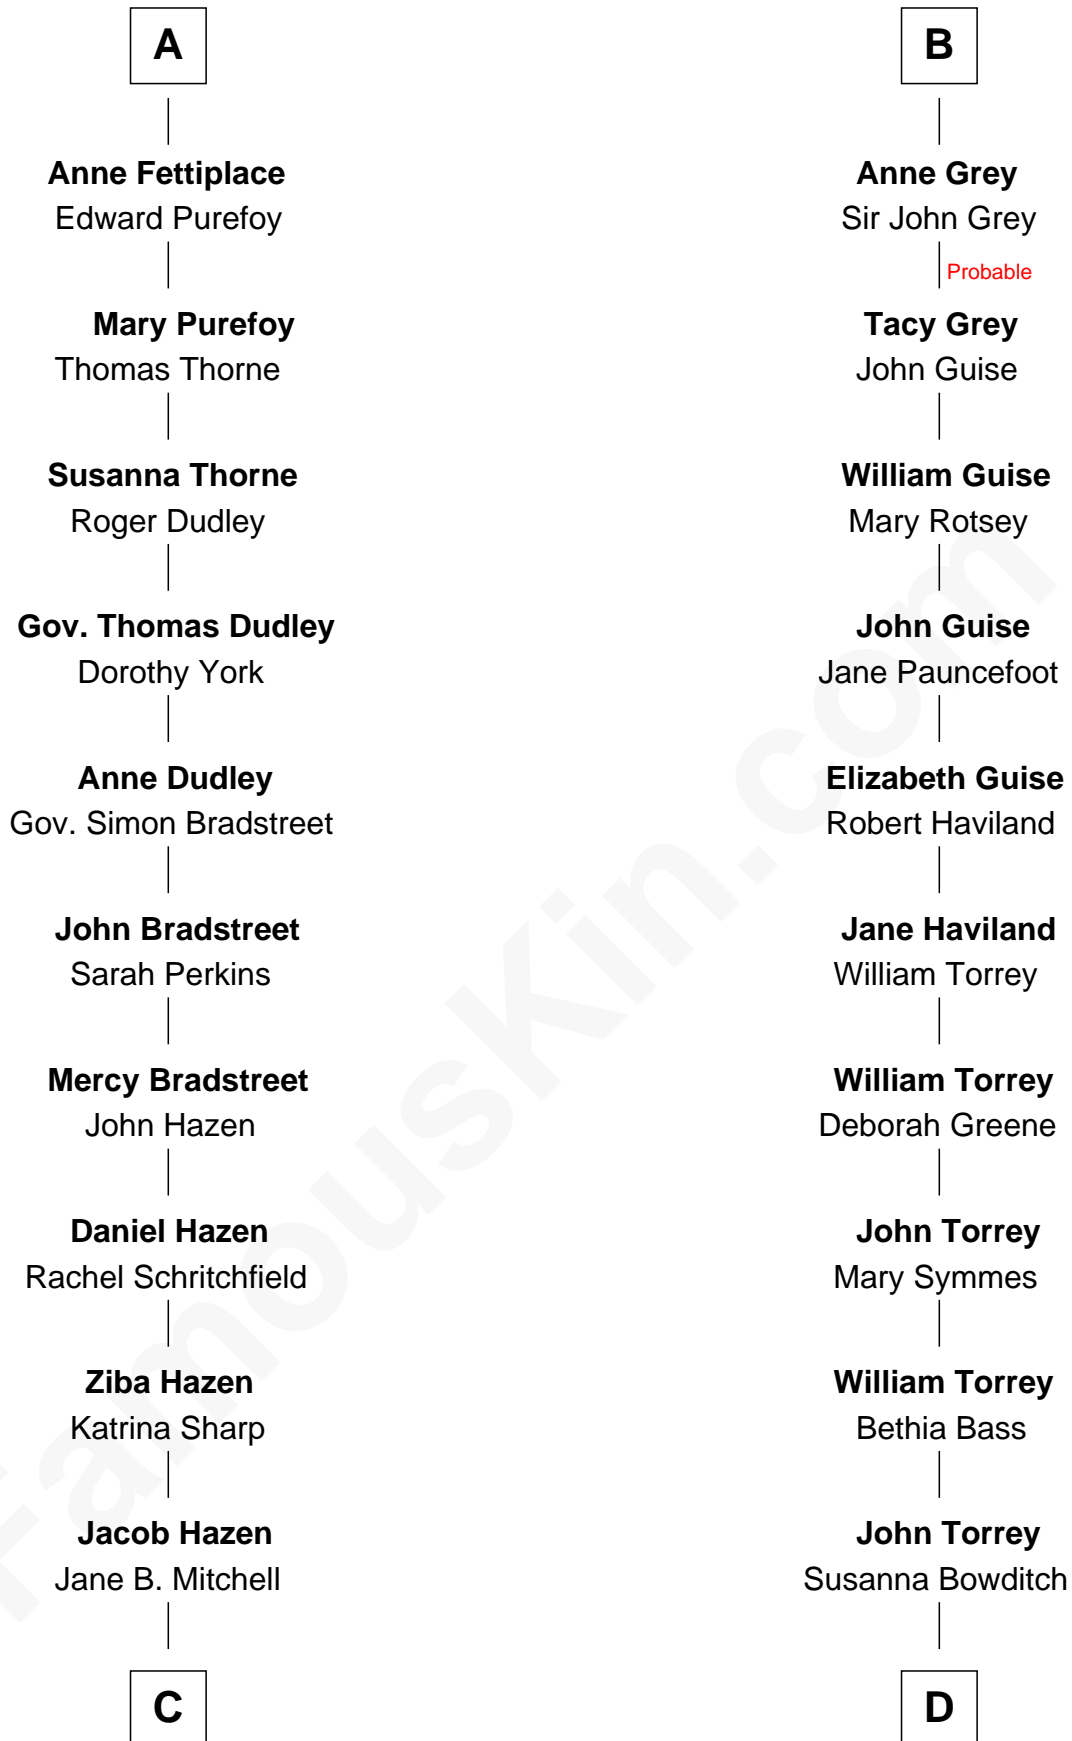 A
Anne Fettiplace
Edward Purefoy
Mary Purefoy
Thomas Thorne
Susanna Thorne
Roger Dudley
Gov. Thomas Dudley
Dorothy York
Anne Dudley
Gov. Simon Bradstreet
John Bradstreet
Sarah Perkins
Mercy Bradstreet
John Hazen
Daniel Hazen
Rachel Schritchfield
Ziba Hazen
Katrina Sharp
Jacob Hazen
Jane B. Mitchell
C
B
Anne Grey
Sir John Grey
Probable
Tacy Grey
John Guise
William Guise
Mary Rotsey
John Guise
Jane Pauncefoot
Elizabeth Guise
Robert Haviland
Jane Haviland
William Torrey
William Torrey
Deborah Greene
John Torrey
Mary Symmes
William Torrey
Bethia Bass
John Torrey
Susanna Bowditch
D
FamousKin.com